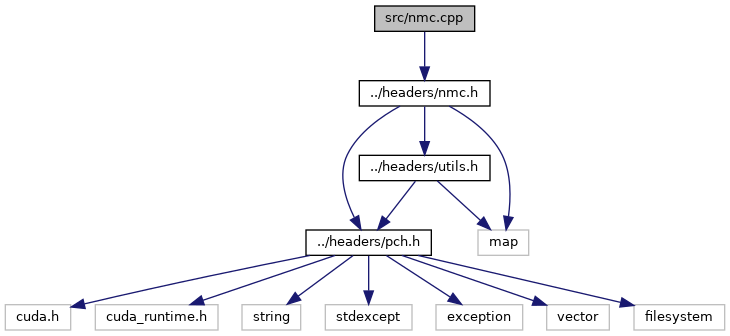 src/nmc.cpp
../headers/nmc.h
../headers/utils.h
../headers/pch.h
map
cuda.h
cuda_runtime.h
string
stdexcept
exception
vector
filesystem